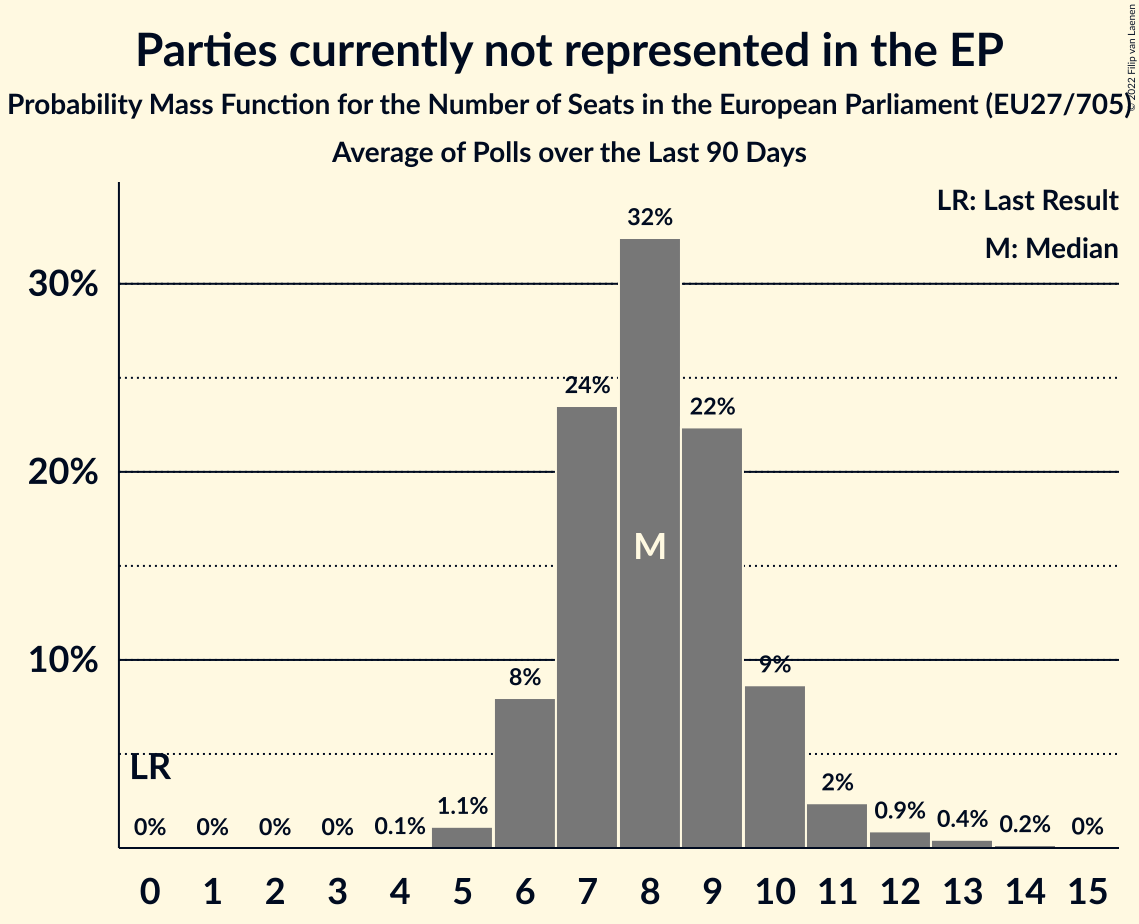 Parties currently not represented in the EP
Probability Mass Function for the Number of Seats in the European Parliament (EU27/705)
Average of Polls over the Last 90 Days
© 2022 Filip van Laenen
LR: Last Result
M: Median
30%
20%
10%
32%
24%
22%
M
9%
8%
LR
2%
1.1%
0.9%
0.4%
0.2%
0%
0%
0%
0%
0.1%
0%
0 1 2 3 4 5 6 7 8 9 10 11 12 13 14 15